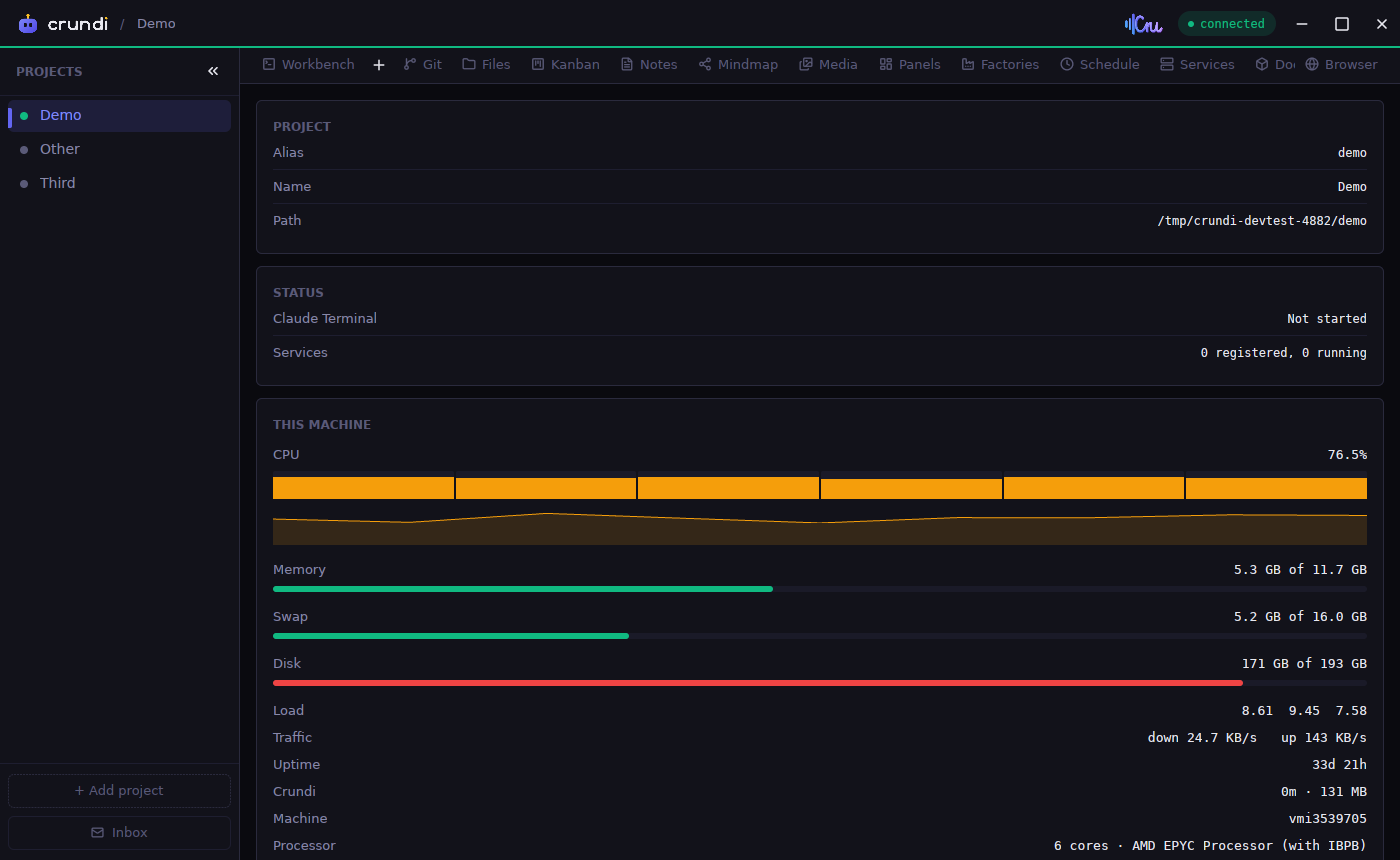 crundi / Demo
Cru
connected
PROJECTS
Workbench + Git Files Kanban Notes Mindmap Media Panels Factories Schedule Services Doc Browser
Demo
Other
Third
+ Add project
Inbox
PROJECT
Alias demo
Name Demo
Path /tmp/crundi-devtest-4882/demo
STATUS
Claude Terminal Not started
Services 0 registered, 0 running
THIS MACHINE
CPU 76.5%
Memory 5.3 GB of 11.7 GB
Swap 5.2 GB of 16.0 GB
Disk 171 GB of 193 GB
Load 8.61 9.45 7.58
Traffic down 24.7 KB/s up 143 KB/s
Uptime 33d 21h
Crundi 0m · 131 MB
Machine vmi3539705
Processor 6 cores · AMD EPYC Processor (with IBPB)